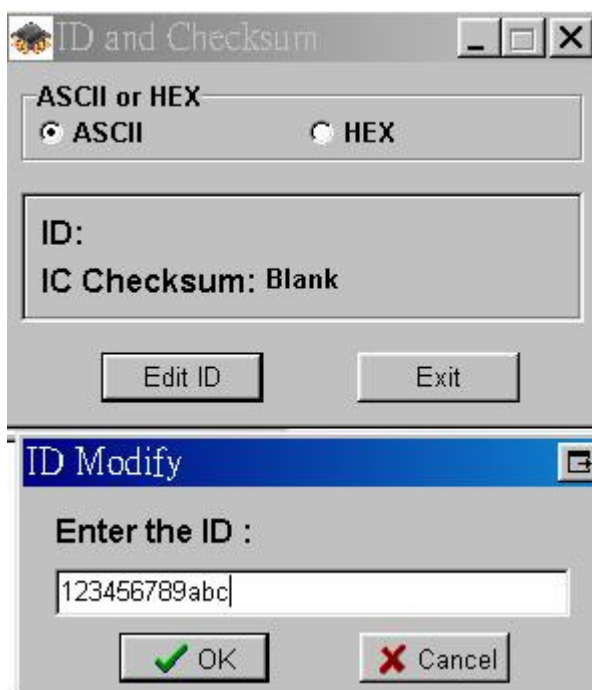 ID and Checksum
ASCII or HEX
ASCII HEX
ID:
IC Checksum: Blank
Edit ID Exit
ID Modify
Enter the ID :
123456789abc
OK Cancel